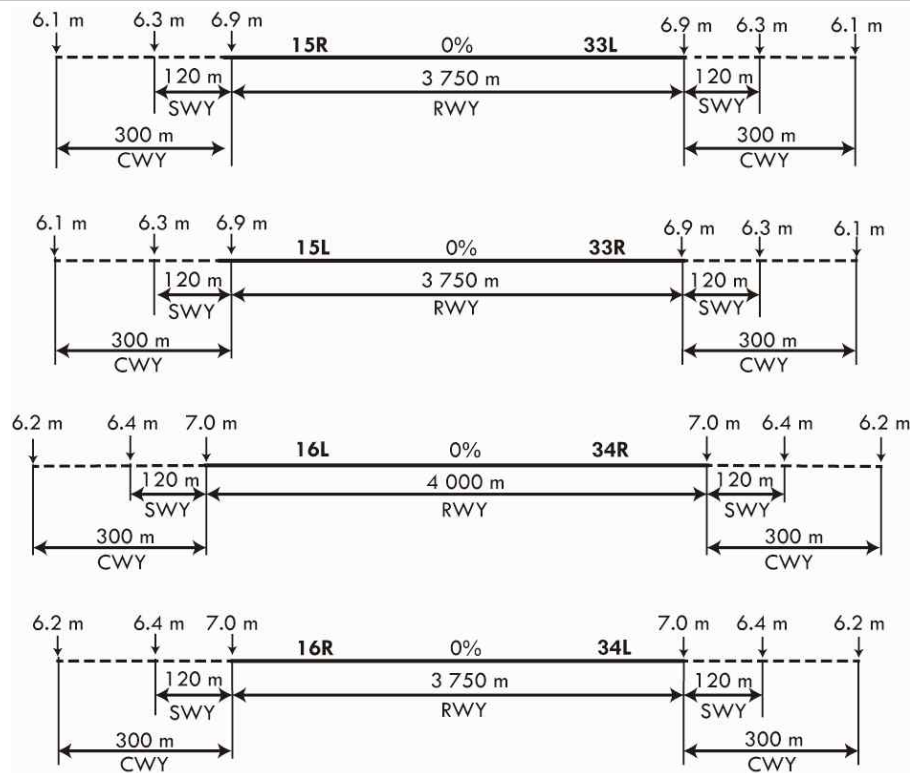 6.1 m 6.3 m 6.9 m 6.9 m 6.3 m 6.1 m
15R 0% 33L
120 m 3 750 m 120 m
SWY RWY SWY
300 m 300 m
CWY CWY
6.1 m 6.3 m 6.9 m 6.9 m 6.3 m 6.1 m
15L 0% 33R
120 m 3 750 m 120 m
SWY RWY SWY
300 m 300 m
CWY CWY
6.2 m 6.4 m 7.0 m 7.0 m 6.4 m 6.2 m
16L 0% 34R
120 m 4 000 m 120 m
SWY RWY SWY
300 m 300 m
CWY CWY
6.2 m 6.4 m 7.0 m 7.0 m 6.4 m 6.2 m
16R 0% 34L
120 m 3 750 m 120 m
SWY RWY SWY
300 m 300 m
CWY CWY